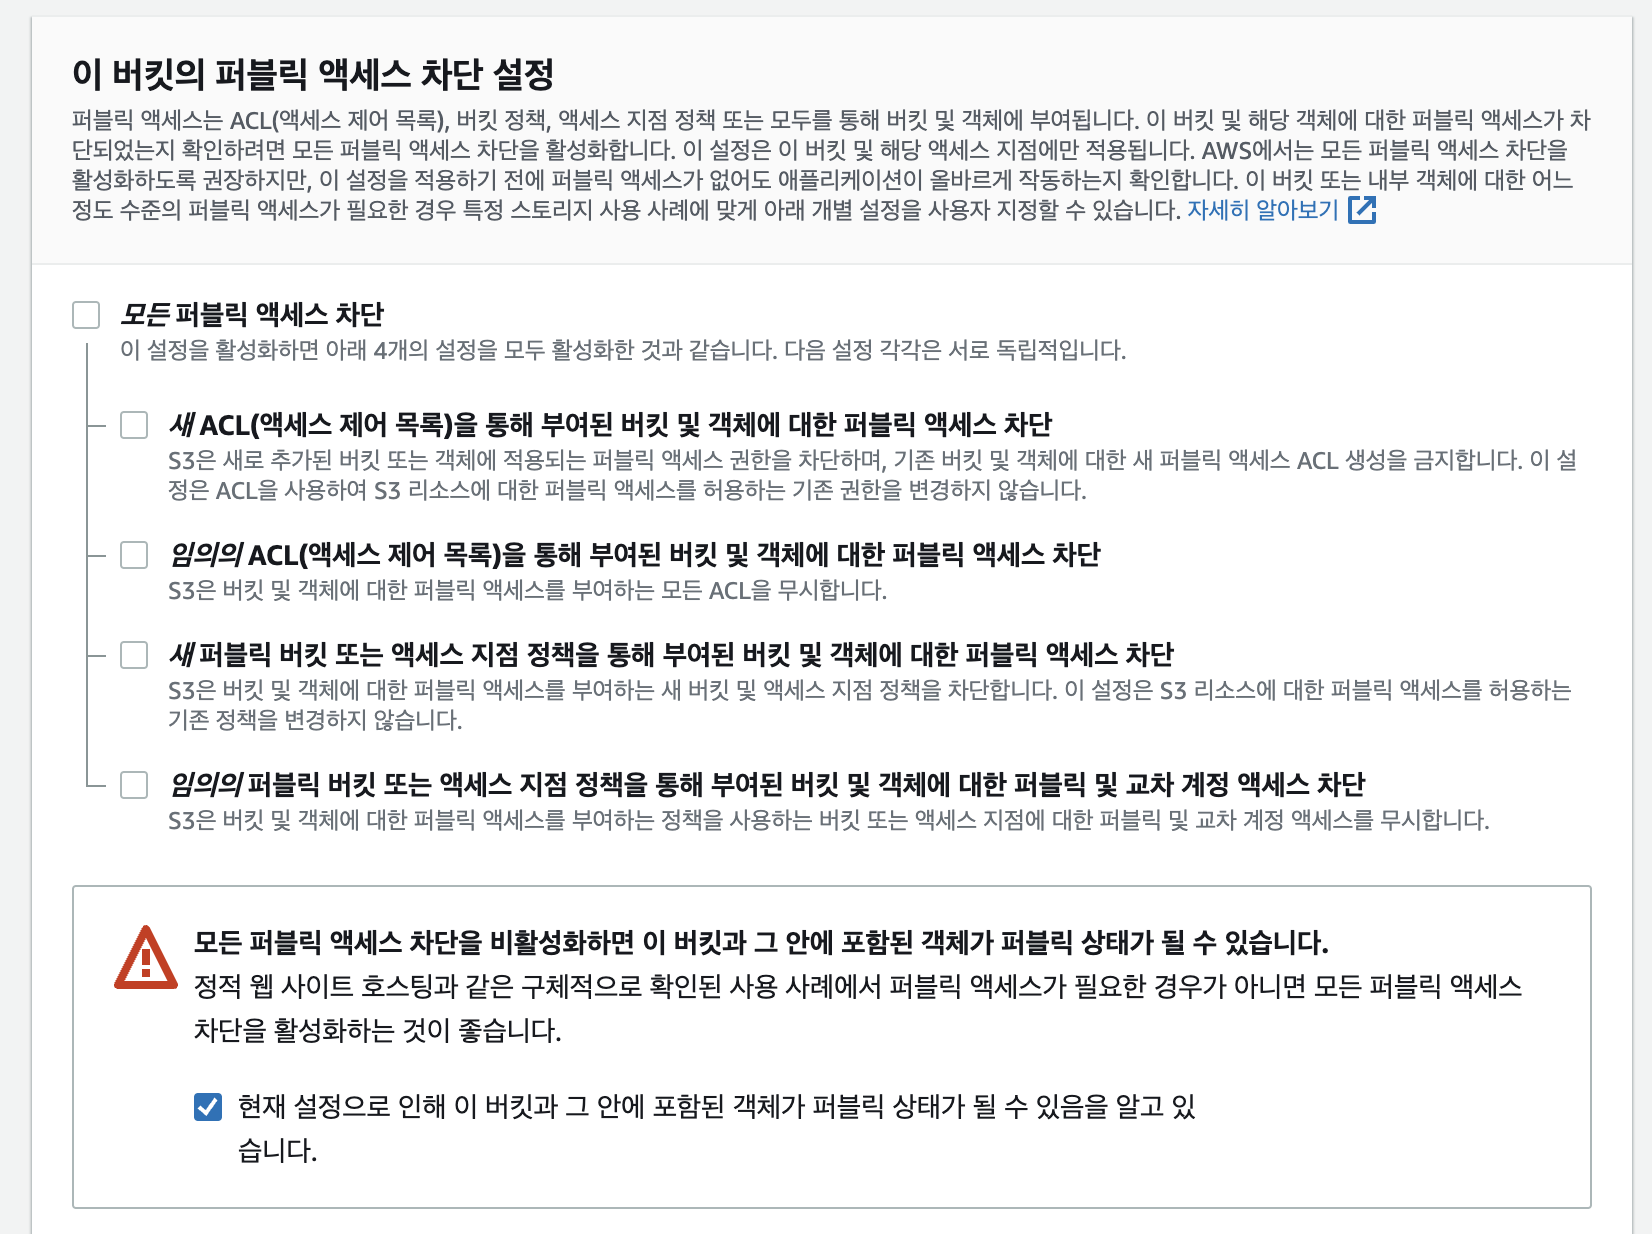 이 버킷의 퍼블릭 액세스 차단 설정
퍼블릭 액세스는 ACL(액세스 제어 목록), 버킷 정책, 액세스 지점 정책 또는 모두를 통해 버킷 및 객체에 부여됩니다. 이 버킷 및 해당 객체에 대한 퍼블릭 액세스가 차
단되었는지 확인하려면 모든 퍼블릭 액세스 차단을 활성화합니다. 이 설정은 이 버킷 및 해당 액세스 지점에만 적용됩니다. AWS에서는 모든 퍼블릭 액세스 차단을
활성화하도록 권장하지만, 이 설정을 적용하기 전에 퍼블릭 액세스가 없어도 애플리케이션이 올바르게 작동하는지 확인합니다. 이 버킷 또는 내부 객체에 대한 어느
정도 수준의 퍼블릭 액세스가 필요한 경우 특정 스토리지 사용 사례에 맞게 아래 개별 설정을 사용자 지정할 수 있습니다. 자세히 알아보기
모든 퍼블릭 액세스 차단
이 설정을 활성화하면 아래 4개의 설정을 모두 활성화한 것과 같습니다. 다음 설정 각각은 서로 독립적입니다.
새 ACL(액세스 제어 목록)을 통해 부여된 버킷 및 객체에 대한 퍼블릭 액세스 차단
S3은 새로 추가된 버킷 또는 객체에 적용되는 퍼블릭 액세스 권한을 차단하며, 기존 버킷 및 객체에 대한 새 퍼블릭 액세스 ACL 생성을 금지합니다. 이 설
정은 ACL을 사용하여 S3 리소스에 대한 퍼블릭 액세스를 허용하는 기존 권한을 변경하지 않습니다.
임의의 ACL(액세스 제어 목록)을 통해 부여된 버킷 및 객체에 대한 퍼블릭 액세스 차단
S3은 버킷 및 객체에 대한 퍼블릭 액세스를 부여하는 모든 ACL을 무시합니다.
새 퍼블릭 버킷 또는 액세스 지점 정책을 통해 부여된 버킷 및 객체에 대한 퍼블릭 액세스 차단
S3은 버킷 및 객체에 대한 퍼블릭 액세스를 부여하는 새 버킷 및 액세스 지점 정책을 차단합니다. 이 설정은 S3 리소스에 대한 퍼블릭 액세스를 허용하는
기존 정책을 변경하지 않습니다.
임의의 퍼블릭 버킷 또는 액세스 지점 정책을 통해 부여된 버킷 및 객체에 대한 퍼블릭 및 교차 계정 액세스 차단
S3은 버킷 및 객체에 대한 퍼블릭 액세스를 부여하는 정책을 사용하는 버킷 또는 액세스 지점에 대한 퍼블릭 및 교차 계정 액세스를 무시합니다.
모든 퍼블릭 액세스 차단을 비활성화하면 이 버킷과 그 안에 포함된 객체가 퍼블릭 상태가 될 수 있습니다.
정적 웹 사이트 호스팅과 같은 구체적으로 확인된 사용 사례에서 퍼블릭 액세스가 필요한 경우가 아니면 모든 퍼블릭 액세스
차단을 활성화하는 것이 좋습니다.
현재 설정으로 인해 이 버킷과 그 안에 포함된 객체가 퍼블릭 상태가 될 수 있음을 알고 있
습니다.